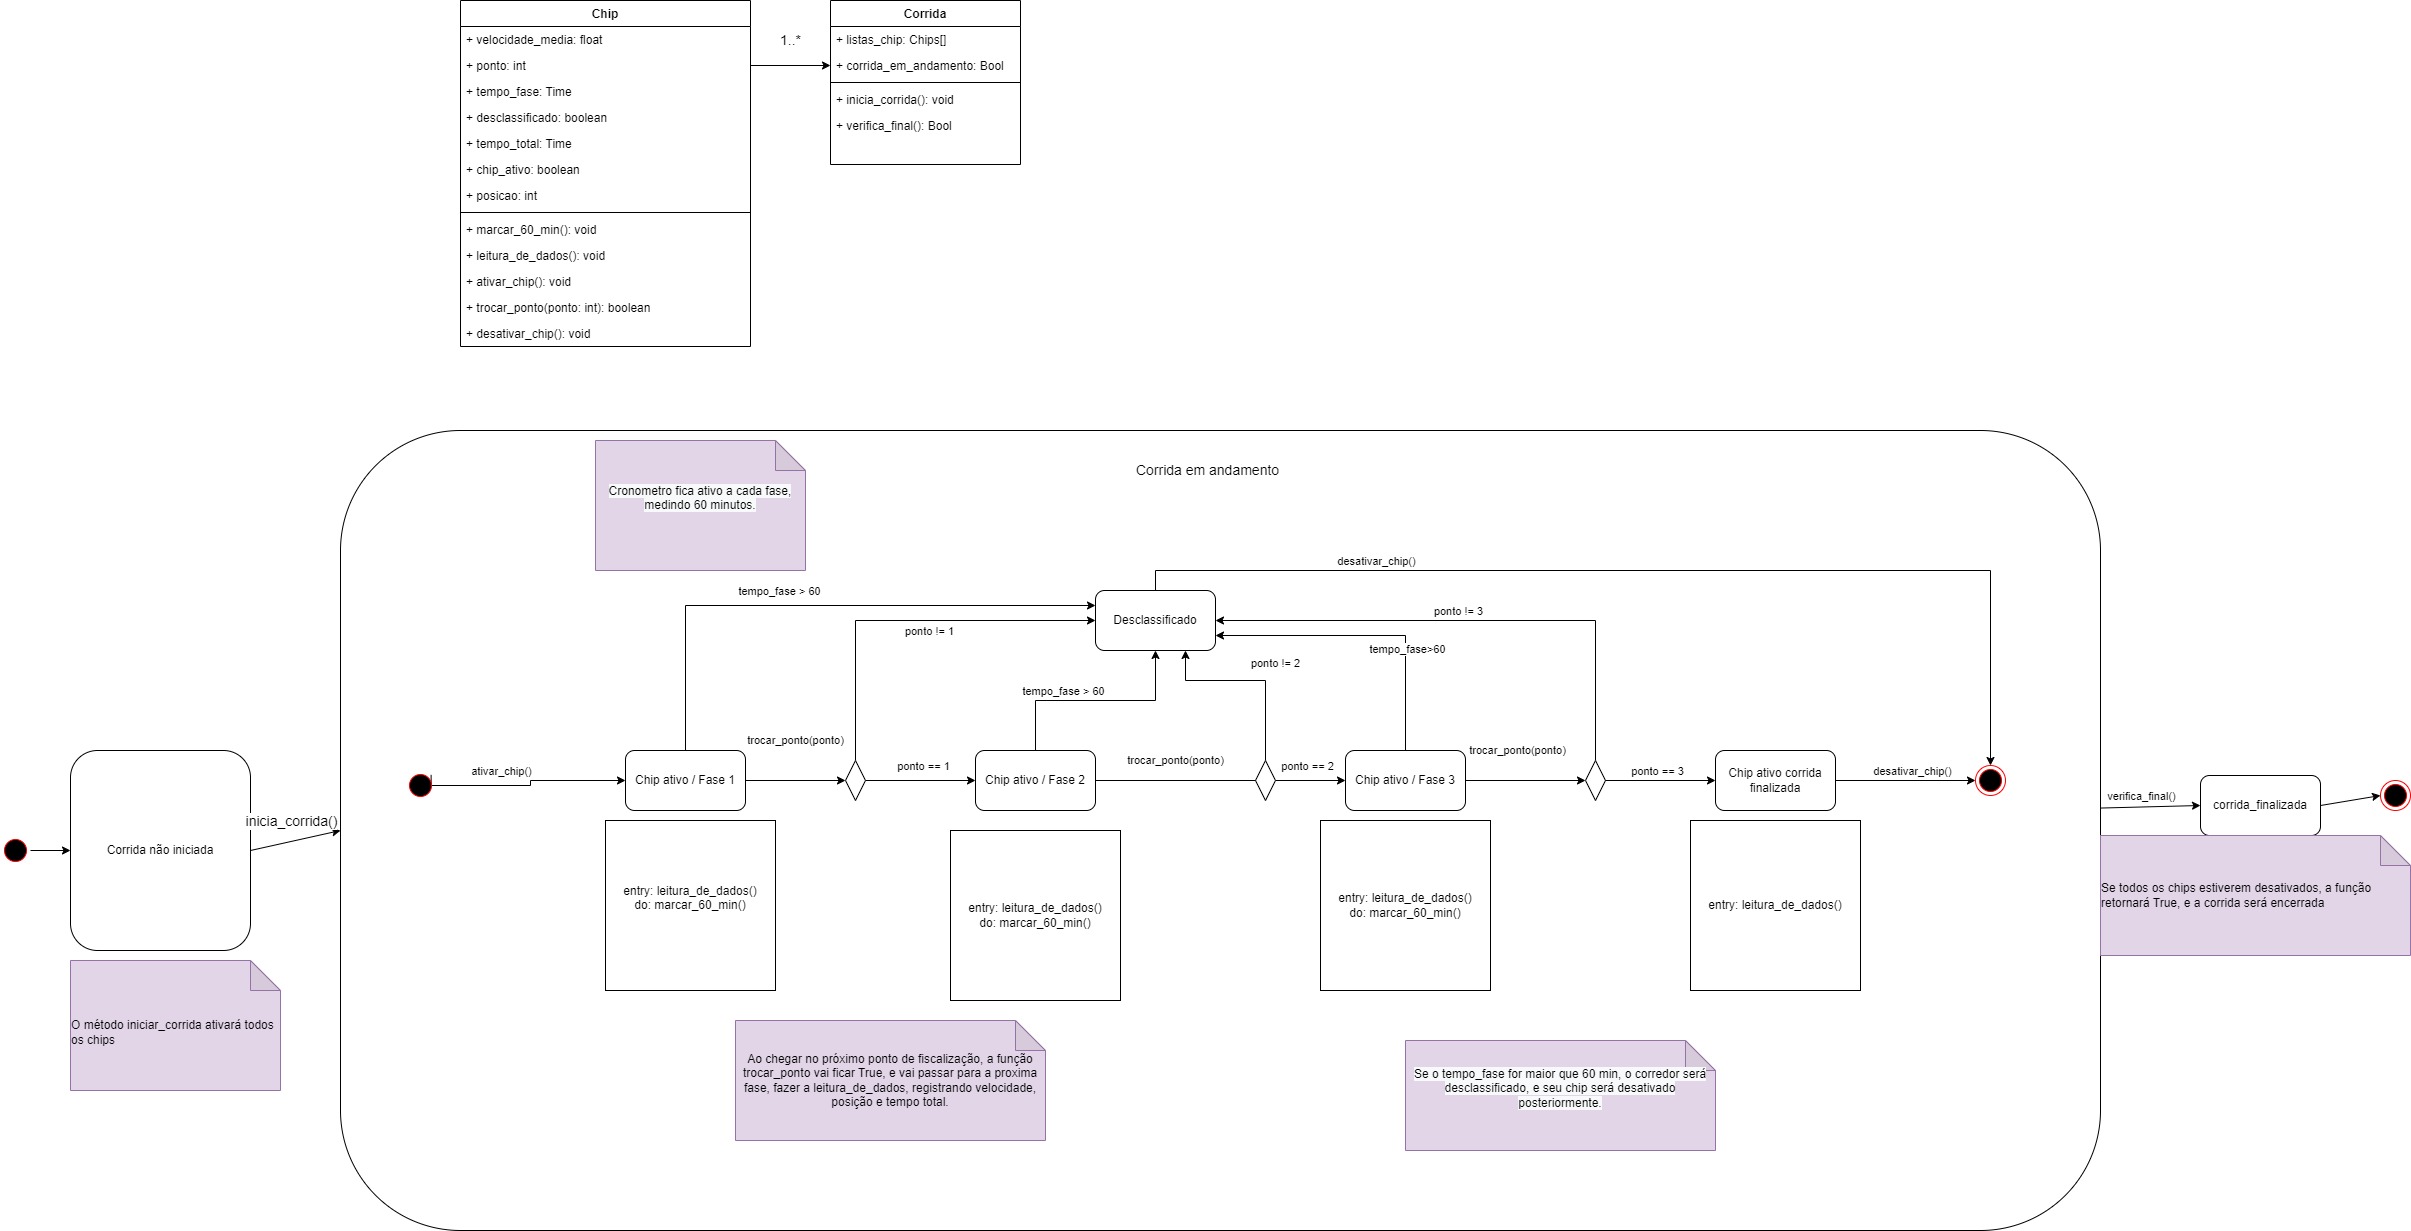 Chip
+ velocidade_media: float
+ ponto: int
+ tempo_fase: Time
+ desclassificado: boolean
+ tempo_total: Time
+ chip_ativo: boolean
+ posicao: int
+ marcar_60_min(): void
+ leitura_de_dados(): void
+ ativar_chip(): void
+ trocar_ponto(ponto: int): boolean
+ desativar_chip(): void
1..*
Corrida
+ listas_chip: Chips[]
+ corrida_em_andamento: Bool
+ inicia_corrida(): void
+ verifica_final(): Bool
Corrida em andamento
Cronometro fica ativo a cada fase,
medindo 60 minutos.
desativar_chip()
tempo_fase > 60
ponto != 1
Desclassificado
ponto != 3
tempo_fase>60
ponto != 2
tempo_fase > 60
Corrida não iniciada
inicia_corrida()
ativar_chip()
Chip ativo / Fase 1
trocar_ponto(ponto)
ponto == 1
Chip ativo / Fase 2
trocar_ponto(ponto)
ponto == 2
Chip ativo / Fase 3
trocar_ponto(ponto)
ponto == 3
Chip ativo corrida
finalizada
desativar_chip()
verifica_final()
corrida_finalizada
entry: leitura_de_dados()
do: marcar_60_min()
entry: leitura_de_dados()
do: marcar_60_min()
entry: leitura_de_dados()
do: marcar_60_min()
entry: leitura_de_dados()
Se todos os chips estiverem desativados, a função
retornará True, e a corrida será encerrada
O método iniciar_corrida ativará todos
os chips
Ao chegar no próximo ponto de fiscalização, a função
trocar_ponto vai ficar True, e vai passar para a proxima
fase, fazer a leitura_de_dados, registrando velocidade,
posição e tempo total.
Se o tempo_fase for maior que 60 min, o corredor será
desclassificado, e seu chip será desativado
posteriormente.